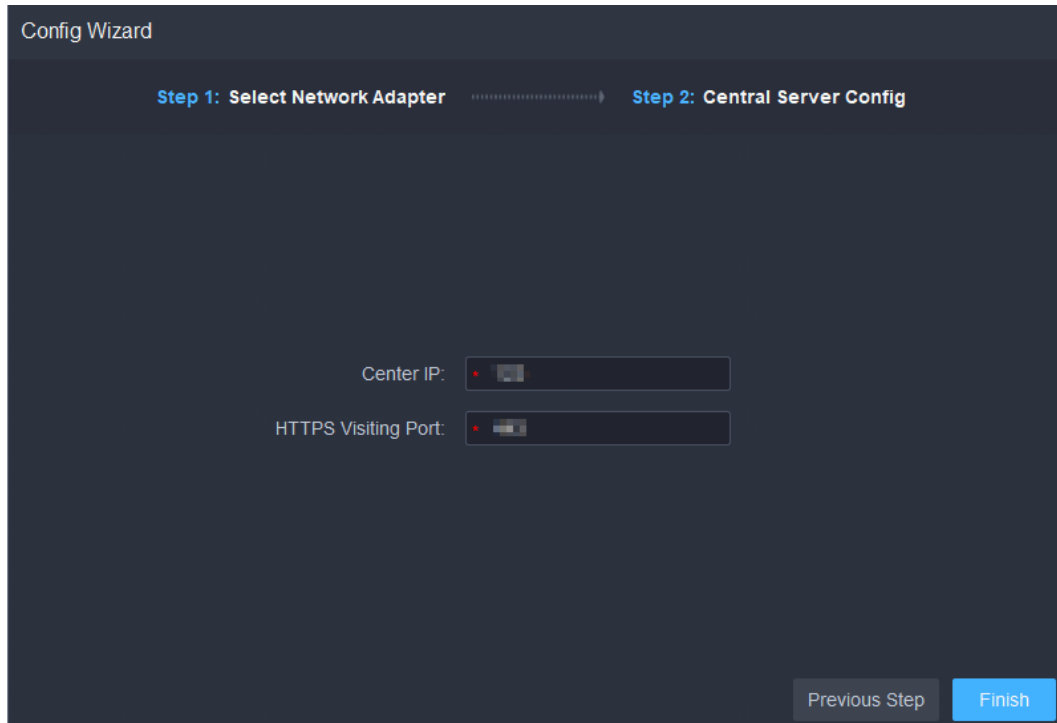 Config Wizard
Step 1: Select Network Adapter Step 2: Central Server Config
Center IP: *
HTTPS Visiting Port: *
Previous Step Finish